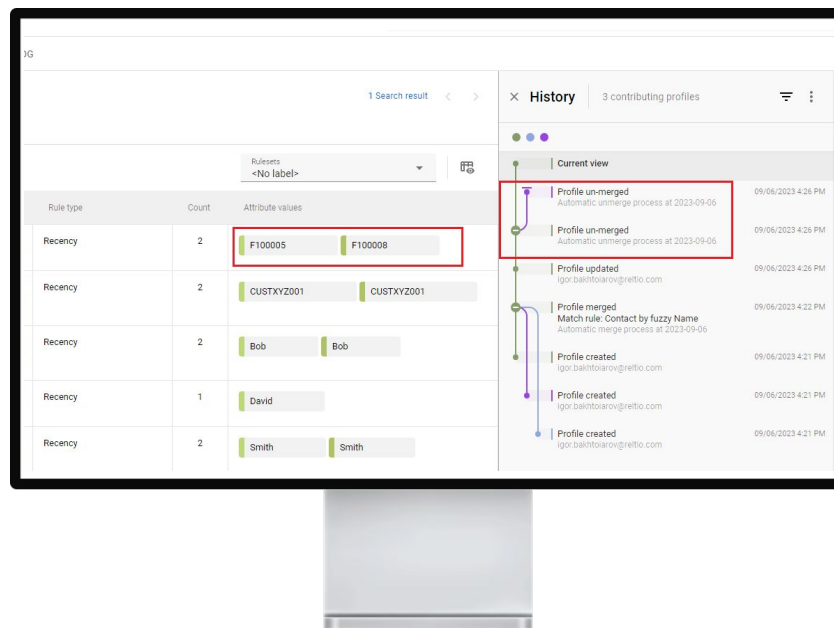 1 Search result
Rulesets
<No label>
Rule type Count Attribute values
Recency 2 F100005 F100008
Recency 2 CUSTXYZ001 CUSTXYZ001
Recency 2 Bob Bob
Recency 1 David
Recency 2 Smith Smith
History 3 contributing profiles
Current view
Profile un-merged 09/06/2023 4:26 PM
Automatic unmerge process at 2023-09-06
Profile un-merged 09/06/2023 4:26 PM
Automatic unmerge process at 2023-09-06
Profile updated 09/06/2023 4:26 PM
igor.bakhtoiarov@reltio.com
Profile merged 09/06/2023 4:22 PM
Match rule: Contact by fuzzy Name
Automatic merge process at 2023-09-06
Profile created 09/06/2023 4:21 PM
igor.bakhtoiarov@reltio.com
Profile created 09/06/2023 4:21 PM
igor.bakhtoiarov@reltio.com
Profile created 09/06/2023 4:21 PM
igor.bakhtoiarov@reltio.com